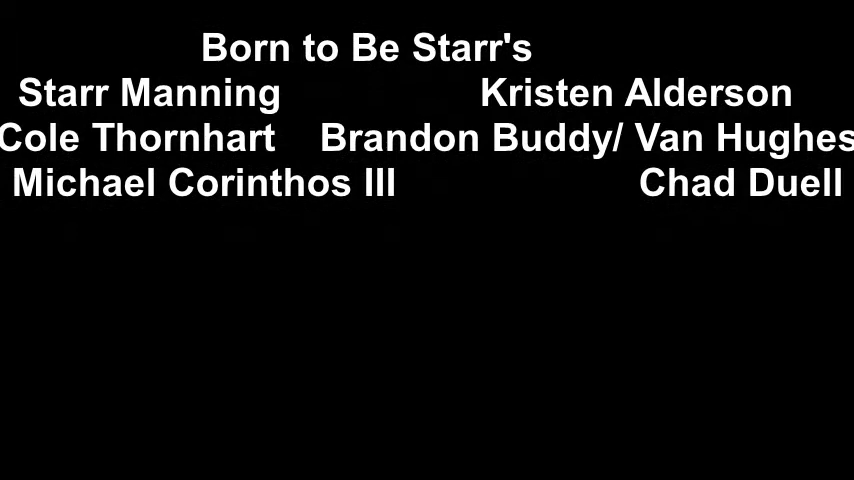 Born to Be Starr's
Starr Manning Kristen Alderson
Cole Thornhart Brandon Buddy/ Van Hughes
Michael Corinthos III Chad Duell